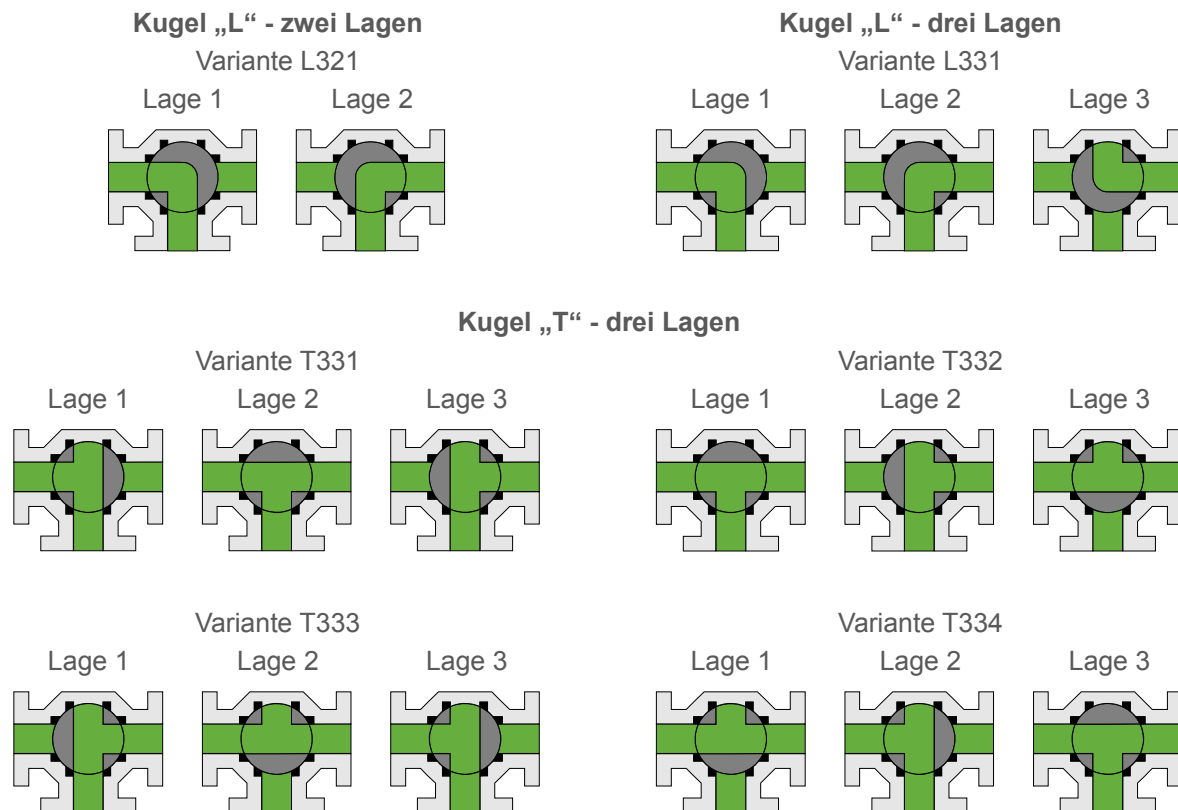 Kugel „L“ - zwei Lagen
Variante L321
Lage 1 Lage 2
Kugel „L“ - drei Lagen
Variante L331
Lage 1 Lage 2 Lage 3
Kugel „T“ - drei Lagen
Variante T331
Lage 1 Lage 2 Lage 3
Variante T332
Lage 1 Lage 2 Lage 3
Variante T333
Lage 1 Lage 2 Lage 3
Variante T334
Lage 1 Lage 2 Lage 3